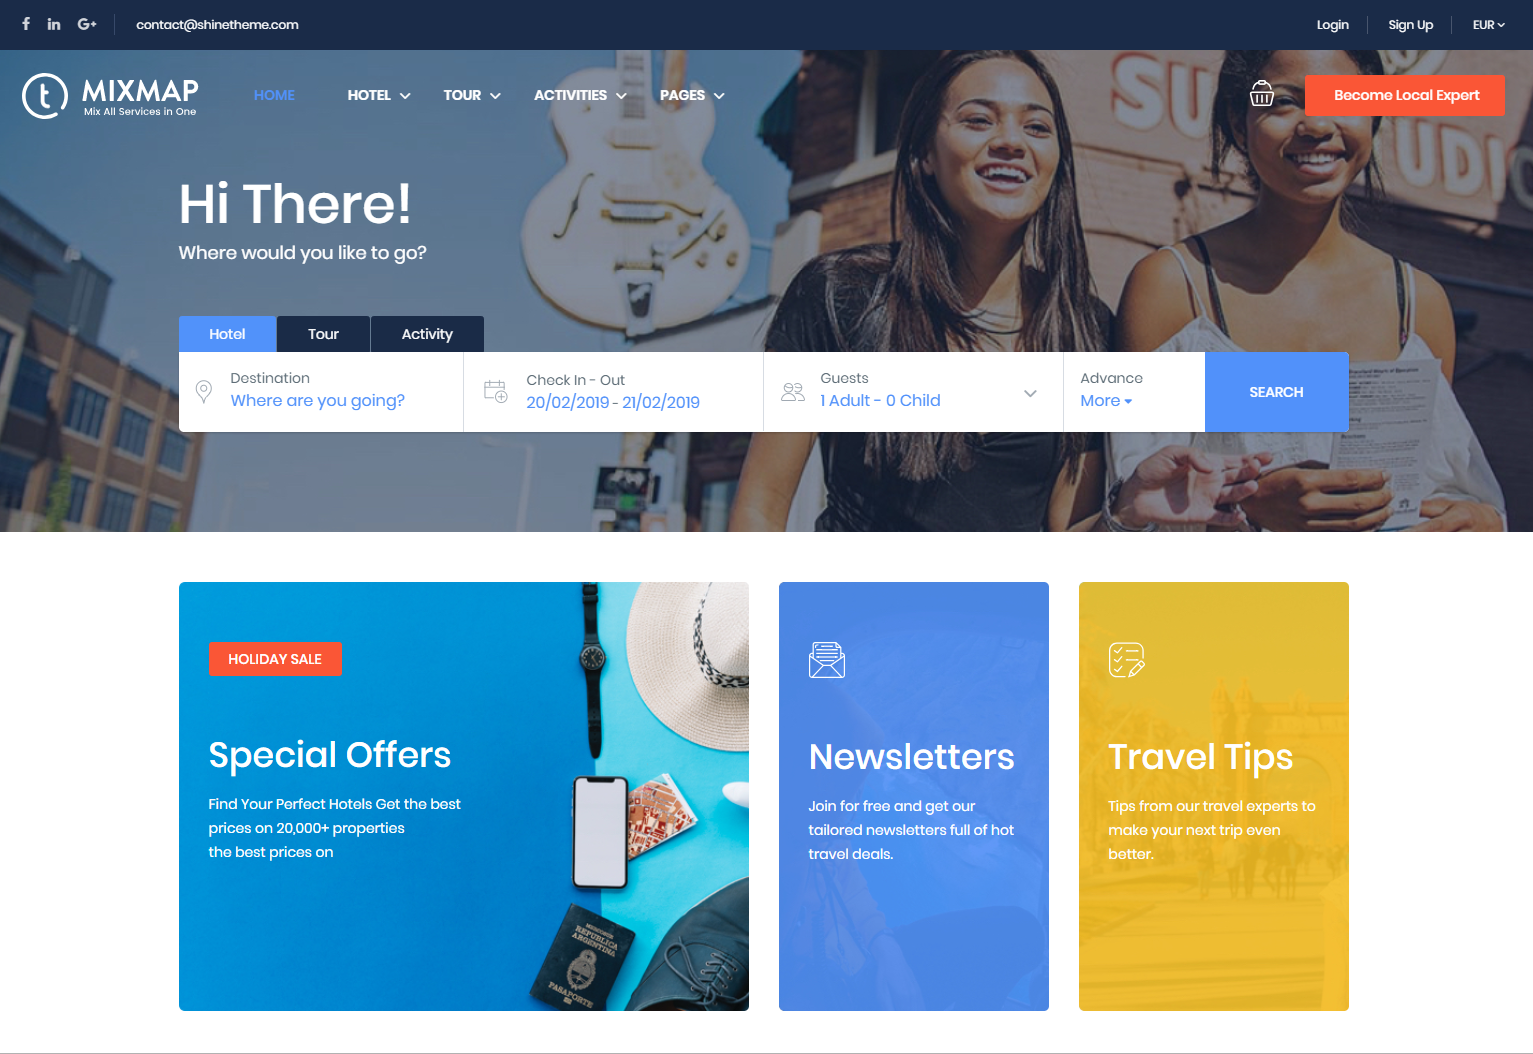 contact@shinetheme.com
Login
Sign Up
EUR
MIXMAP
Mix All Services in One
HOME
HOTEL
TOUR
ACTIVITIES
PAGES
Become Local Expert
Hi There!
Where would you like to go?
Hotel
Tour
Activity
Destination
Where are you going?
Check In - Out
20/02/2019 - 21/02/2019
Guests
1 Adult - 0 Child
Advance
More
SEARCH
HOLIDAY SALE
Special Offers
Find Your Perfect Hotels Get the best
prices on 20,000+ properties
the best prices on
REPUBLICA
ARGENTINA
PASAPORTE
Newsletters
Join for free and get our
tailored newsletters full of hot
travel deals.
Travel Tips
Tips from our travel experts to
make your next trip even
better.